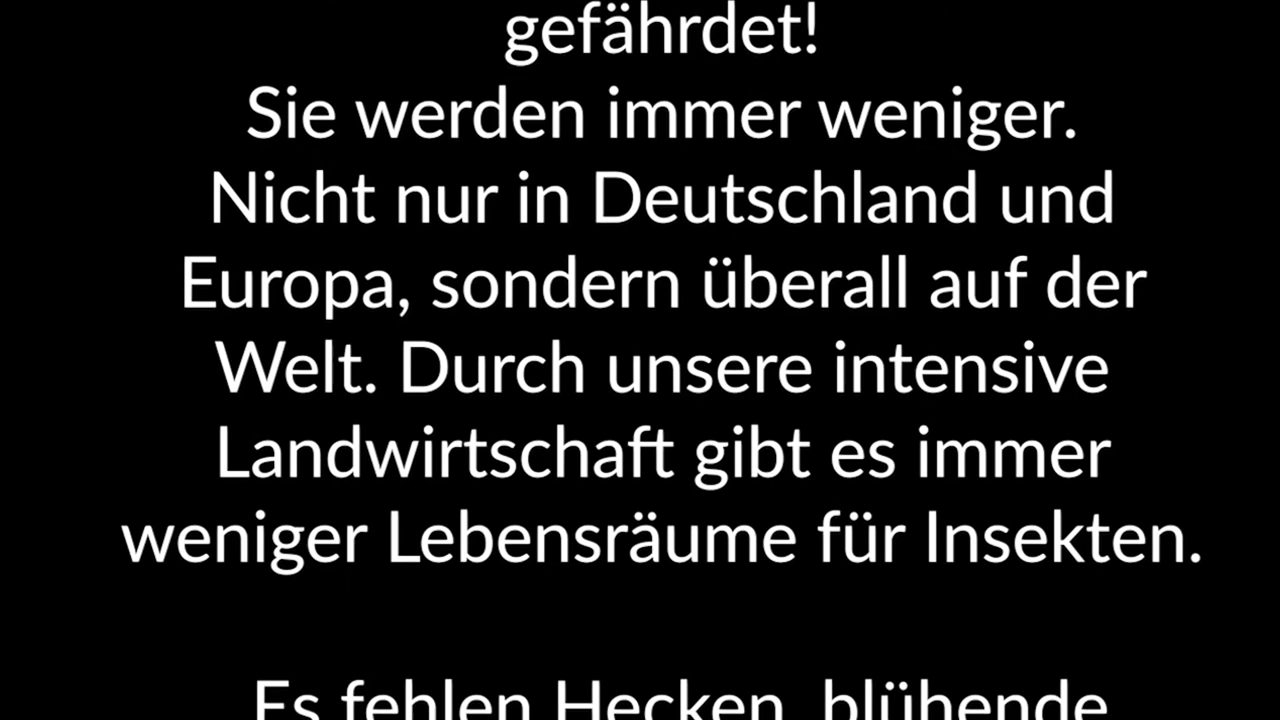 gefährdet!
Sie werden immer weniger.
Nicht nur in Deutschland und
Europa, sondern überall auf der
Welt. Durch unsere intensive
Landwirtschaft gibt es immer
weniger Lebensräume für Insekten.
Es fehlen Hecken, blühende